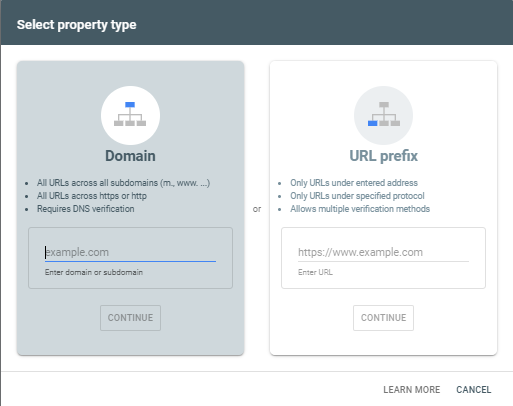 Select property type
Domain
All URLs across all subdomains (m., www. ...)
All URLs across https or http
Requires DNS verification
example.com
Enter domain or subdomain
CONTINUE
or
URL prefix
Only URLs under entered address
Only URLs under specified protocol
Allows multiple verification methods
https://www.example.com
Enter URL
CONTINUE
LEARN MORE
CANCEL